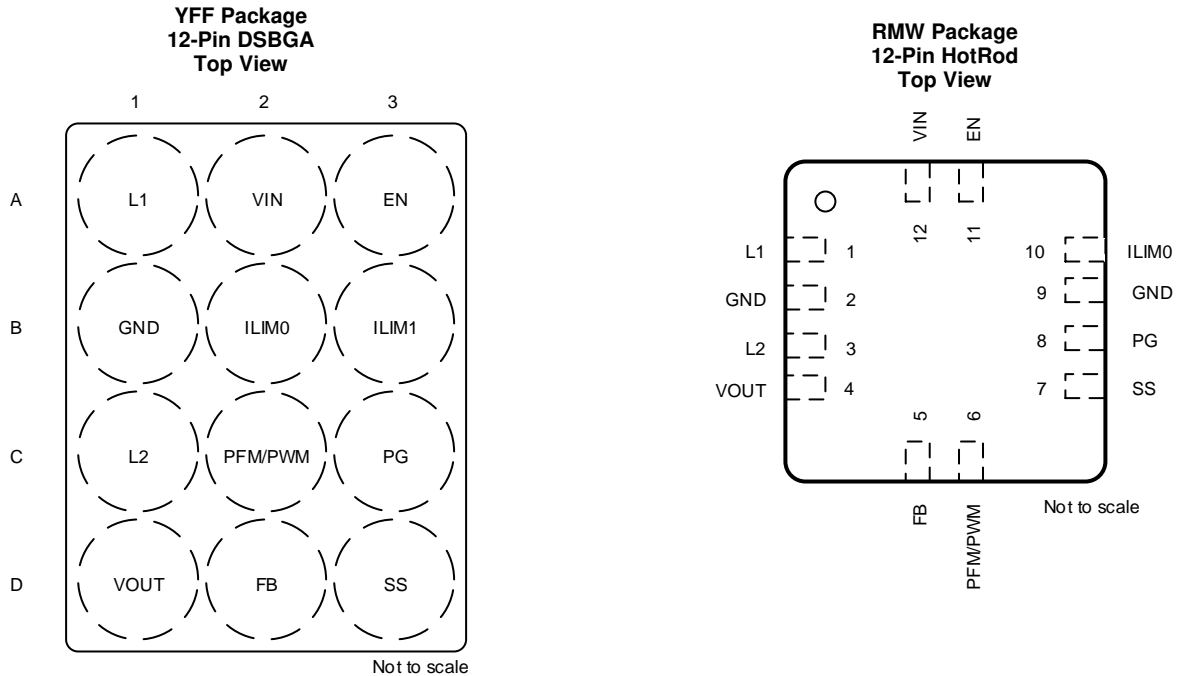 YFF Package
12-Pin DSBGA
Top View
1 2 3
A L1 VIN EN
B GND ILIM0 ILIM1
C L2 PFM/PWM PG
D VOUT FB SS
Not to scale
RMW Package
12-Pin HotRod
Top View
VIN EN
12 11
L1 1 10 ILIM0
GND 2 9 GND
L2 3 8 PG
VOUT 4 7 SS
5 6
FB PFM/PWM
Not to scale